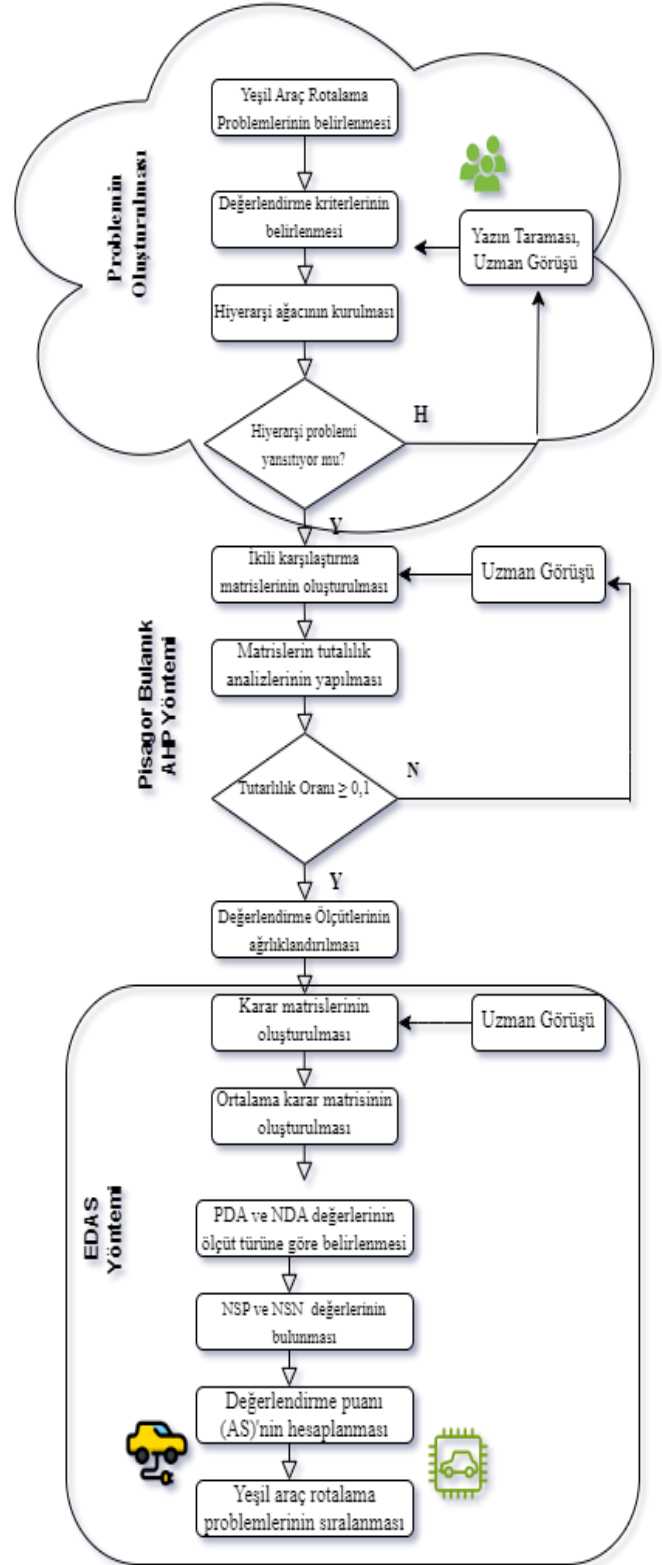 Yeşil Araç Rotalama
Problemlerinin belirlenmesi
Problemin
Oluşturulması
Değerlendirme kriterlerinin
belirlenmesi
Yazın Taraması,
Uzman Görüşü
Hiyerarşi ağacının kurulması
Hiyerarşi problemi
yansıtıyor mu?
H
Y
İkili karşılaştırma
matrislerinin oluşturulması
Uzman Görüşü
Pisagor Bulanık
AHP Yöntemi
Matrislerin tutalılık
analizlerinin yapılması
Tutarlılık Oranı ≥ 0,1
N
Y
Değerlendirme Ölçütlerinin
ağrlıklandırılması
Karar matrislerinin
oluşturulması
Uzman Görüşü
Ortalama karar matrisinin
oluşturulması
EDAS
Yöntemi
PDA ve NDA değerlerinin
ölçüt türüne göre belirlenmesi
NSP ve NSN değerlerinin
bulunması
Değerlendirme puanı
(AS)'nin hesaplanması
Yeşil araç rotalama
problemlerinin sıralanması